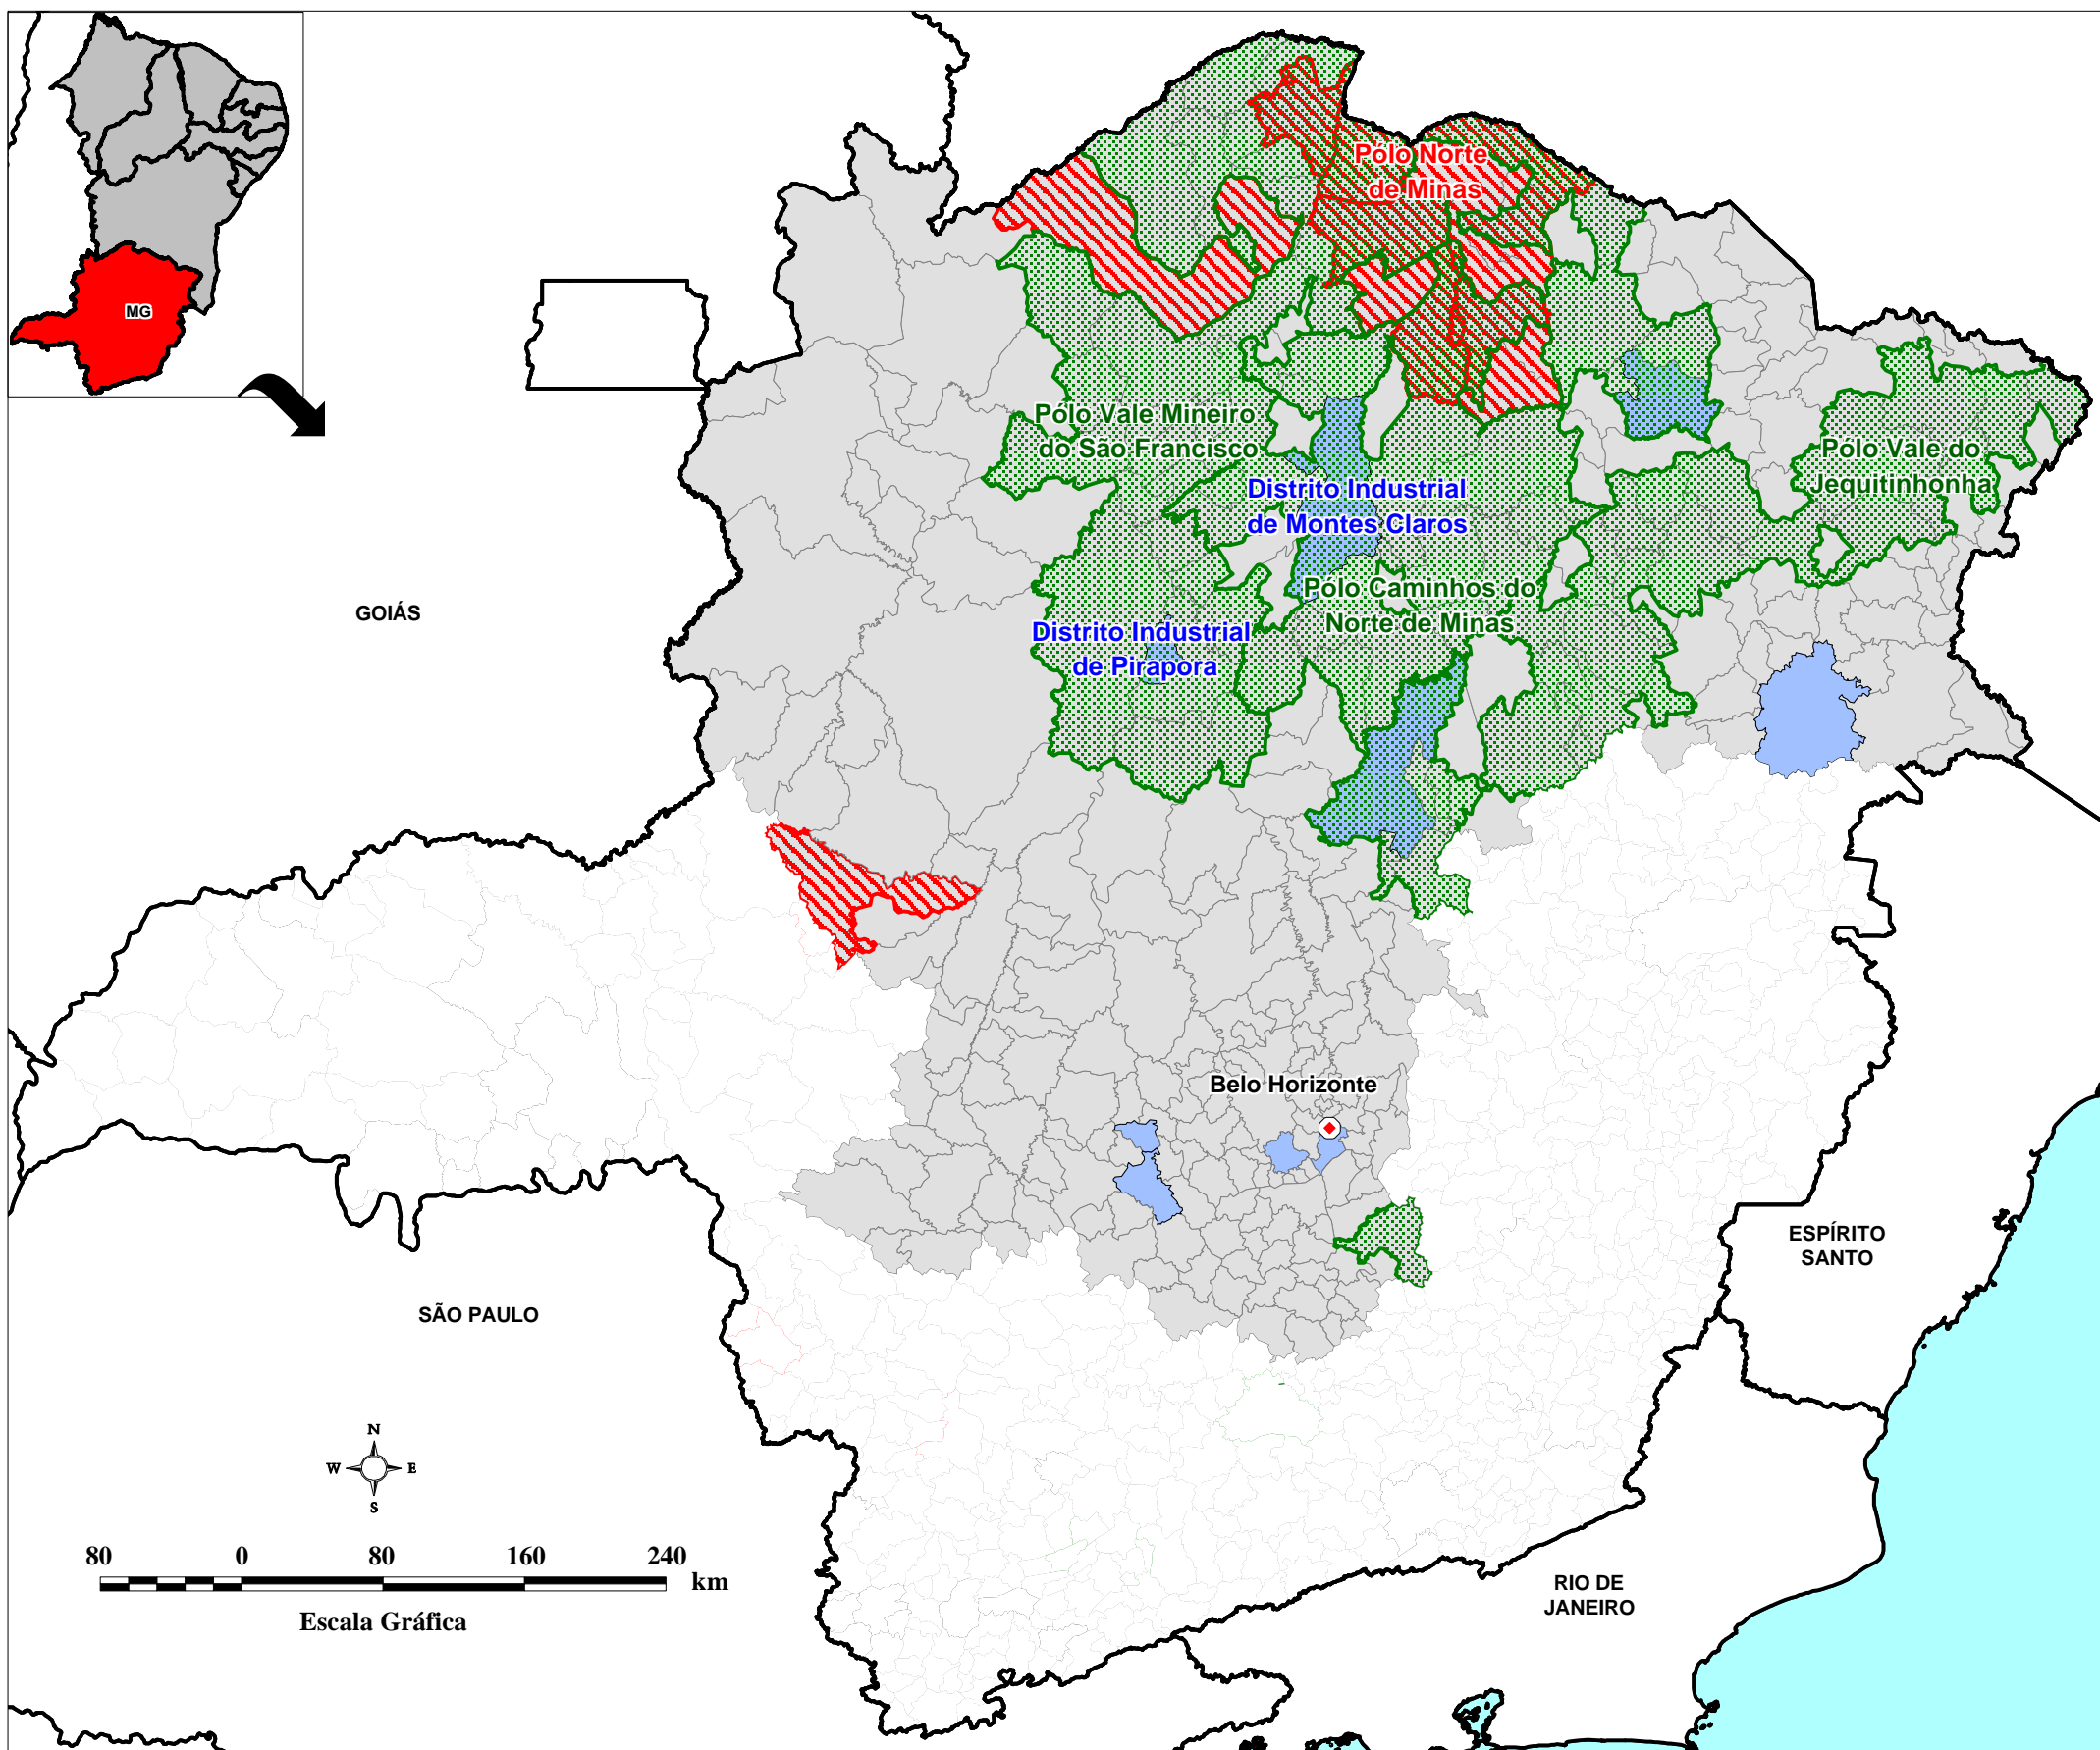 MG
Pólo Norte
de Minas
Pólo Vale Mineiro
do São Francisco
Pólo Vale do
Jequitinhonha
Distrito Industrial
de Montes Claros
Pólo Caminhos do
Norte de Minas
Distrito Industrial
de Pirapora
GOIÁS
Belo Horizonte
ESPÍRITO
SANTO
SÃO PAULO
N
W
E
S
80 0 80 160 240
km
Escala Gráfica
RIO DE
JANEIRO